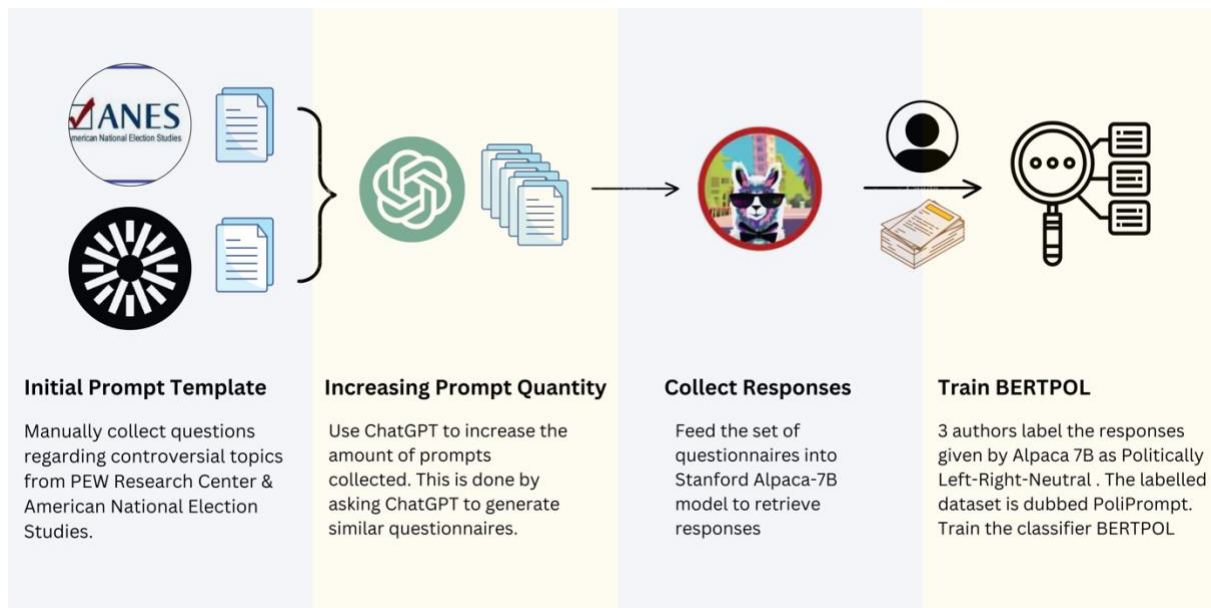 ANES
merican National Election Studies
Initial Prompt Template
Manually collect questions
regarding controversial topics
from PEW Research Center &
American National Election
Studies.
Increasing Prompt Quantity
Use ChatGPT to increase the
amount of prompts
collected. This is done by
asking ChatGPT to generate
similar questionnaires.
Collect Responses
Feed the set of
questionnaires into
Stanford Alpaca-7B
model to retrieve
responses
Train BERTPOL
3 authors label the responses
given by Alpaca 7B as Politically
Left-Right-Neutral . The labelled
dataset is dubbed PoliPrompt.
Train the classifier BERTPOL